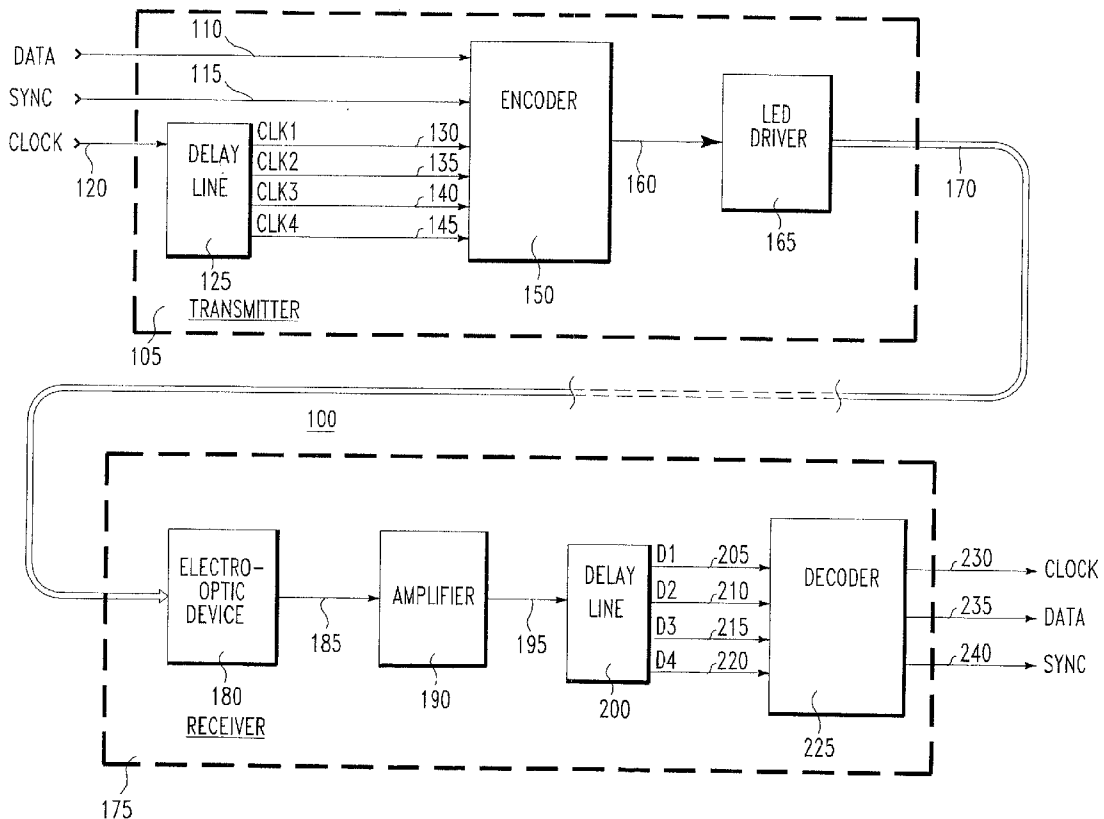 DATA
110
SYNC
115
CLOCK
120
DELAY
LINE
125
CLK1
130
CLK2
135
CLK3
140
CLK4
145
ENCODER
150
160
LED
DRIVER
165
170
TRANSMITTER
105
100
ELECTRO-
OPTIC
DEVICE
180
185
AMPLIFIER
190
195
DELAY
LINE
200
D1
205
D2
210
D3
215
D4
220
DECODER
225
230
CLOCK
235
DATA
240
SYNC
RECEIVER
175